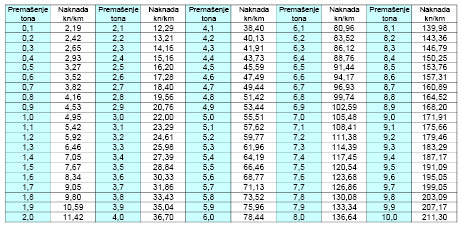 Premašenje Naknada Premašenje Naknada Premašenje Naknada Premašenje Naknada Premašenje Naknada
tona kn/km tona kn/km tona kn/km tona kn/km tona kn/km
0,1 2,19 2,1 12,29 4,1 38,40 6,1 80,96 8,1 139,98
0,2 2,42 2,2 13,21 4,2 40,13 6,2 83,52 8,2 143,36
0,3 2,65 2,3 14,16 4,3 41,91 6,3 86,12 8,3 146,79
0,4 2,93 2,4 15,16 4,4 43,73 6,4 88,76 8,4 150,25
0,5 3,27 2,5 16,20 4,5 45,59 6,5 91,44 8,5 153,76
0,6 3,52 2,6 17,28 4,6 47,49 6,6 94,17 8,6 157,31
0,7 3,82 2,7 18,40 4,7 49,44 6,7 96,93 8,7 160,89
0,8 4,16 2,8 19,56 4,8 51,42 6,8 99,74 8,8 164,52
0,9 4,53 2,9 20,76 4,9 53,44 6,9 102,59 8,9 168,20
1,0 4,95 3,0 22,00 5,0 55,51 7,0 105,48 9,0 171,91
1,1 5,42 3,1 23,29 5,1 57,62 7,1 108,41 9,1 175,66
1,2 5,92 3,2 24,61 5,2 59,77 7,2 111,38 9,2 179,46
1,3 6,46 3,3 25,98 5,3 61,96 7,3 114,39 9,3 183,29
1,4 7,05 3,4 27,39 5,4 64,19 7,4 117,45 9,4 187,17
1,5 7,67 3,5 28,84 5,5 66,46 7,5 120,54 9,5 191,09
1,6 8,34 3,6 30,33 5,6 68,77 7,6 123,68 9,6 195,05
1,7 9,05 3,7 31,86 5,7 71,13 7,7 126,86 9,7 199,05
1,8 9,80 3,8 33,43 5,8 73,52 7,8 130,08 9,8 203,09
1,9 10,59 3,9 35,04 5,9 75,96 7,9 133,34 9,9 207,17
2,0 11,42 4,0 36,70 6,0 78,44 8,0 136,64 10,0 211,30